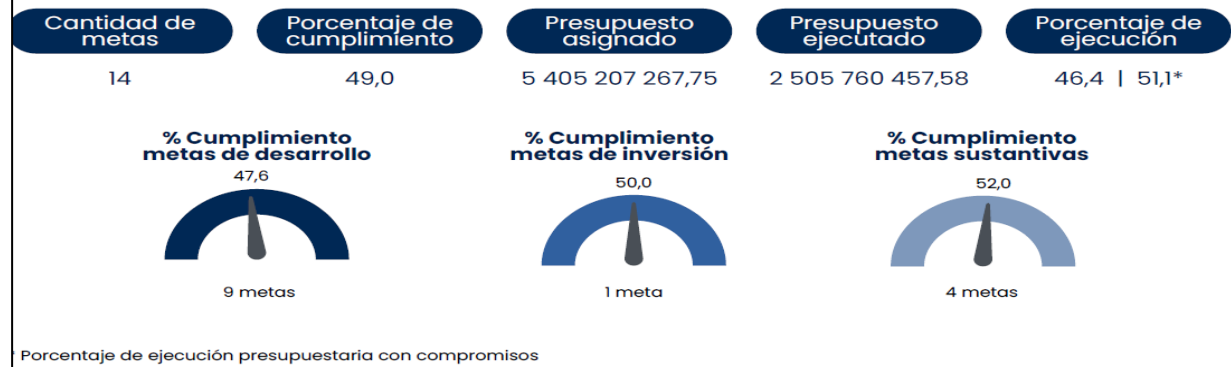 Cantidad de
metas
Porcentaje de
cumplimiento
Presupuesto
asignado
Presupuesto
ejecutado
Porcentaje de
ejecución
14
49,0
5 405 207 267,75
2 505 760 457,58
46,4 | 51,1*
% Cumplimiento
metas de desarrollo
47,6
9 metas
% Cumplimiento
metas de inversión
50,0
1 meta
% Cumplimiento
metas sustantivas
52,0
4 metas
* Porcentaje de ejecución presupuestaria con compromisos